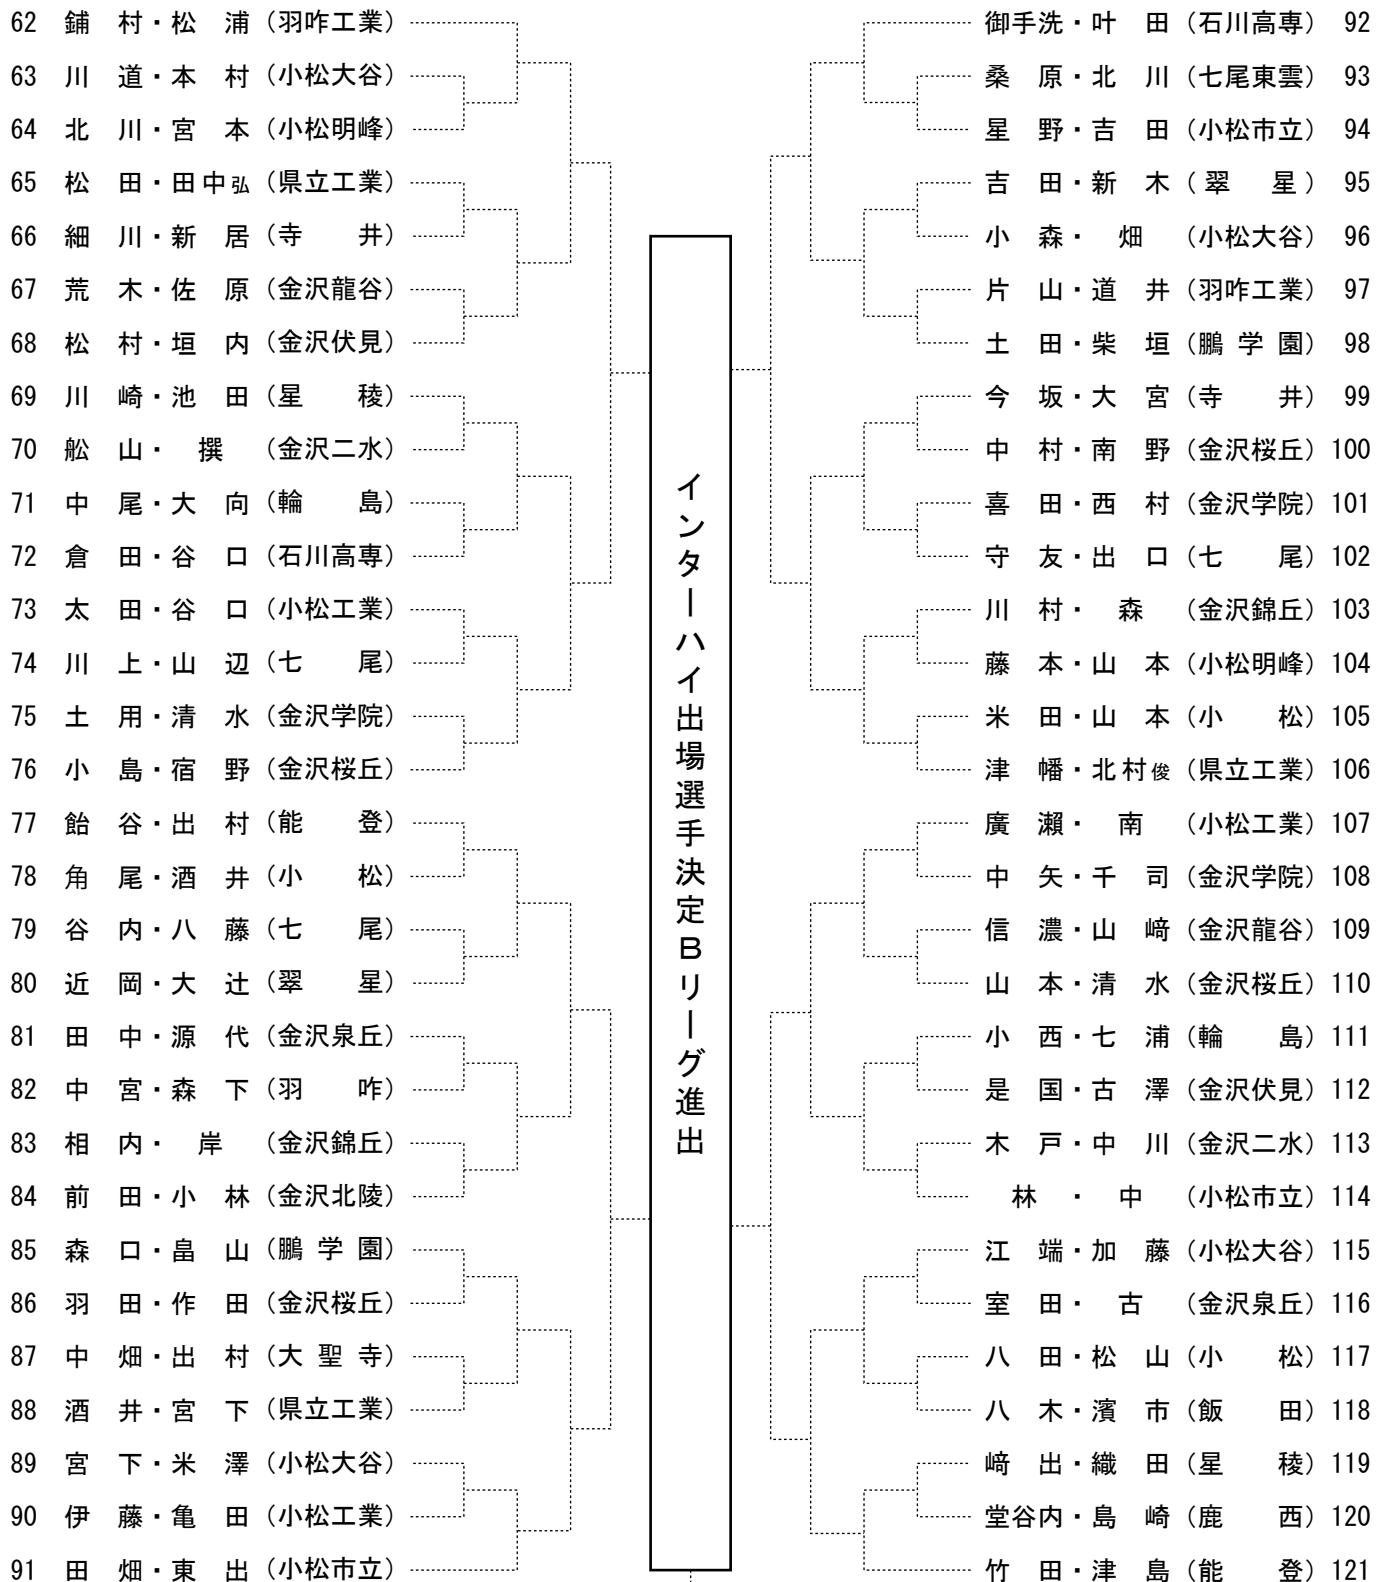 62 鋪 村・松 浦（羽咋工業）
63 川 道・本 村（小松大谷）
64 北 川・宮 本（小松明峰）
65 松 田・田中弘（県立工業）
66 細 川・新 居（寺 井）
67 荒 木・佐 原（金沢龍谷）
68 松 村・垣 内（金沢伏見）
69 川 崎・池 田（星 稜）
70 舩 山・ 撰 （金沢二水）
71 中 尾・大 向（輪 島）
72 倉 田・谷 口（石川高専）
73 太 田・谷 口（小松工業）
74 川 上・山 辺（七 尾）
75 土 用・清 水（金沢学院）
76 小 島・宿 野（金沢桜丘）
77 飴 谷・出 村（能 登）
78 角 尾・酒 井（小 松）
79 谷 内・八 藤（七 尾）
80 近 岡・大 辻（翠 星）
81 田 中・源 代（金沢泉丘）
82 中 宮・森 下（羽 咋）
83 相 内・ 岸 （金沢錦丘）
84 前 田・小 林（金沢北陵）
85 森 口・畠 山（鵬 学 園）
86 羽 田・作 田（金沢桜丘）
87 中 畑・出 村（大 聖 寺）
88 酒 井・宮 下（県立工業）
89 宮 下・米 澤（小松大谷）
90 伊 藤・亀 田（小松工業）
91 田 畑・東 出（小松市立）
インターハイ出場選手決定Ｂリーグ進出
御手洗・叶 田（石川高専） 92
桑 原・北 川（七尾東雲） 93
星 野・吉 田（小松市立） 94
吉 田・新 木（翠 星） 95
小 森・ 畑 （小松大谷） 96
片 山・道 井（羽咋工業） 97
土 田・柴 垣（鵬 学 園） 98
今 坂・大 宮（寺 井） 99
中 村・南 野（金沢桜丘） 100
喜 田・西 村（金沢学院） 101
守 友・出 口（七 尾） 102
川 村・ 森 （金沢錦丘） 103
藤 本・山 本（小松明峰） 104
米 田・山 本（小 松） 105
津 幡・北村俊（県立工業） 106
廣 瀬・ 南 （小松工業） 107
中 矢・千 司（金沢学院） 108
信 濃・山 﨑（金沢龍谷） 109
山 本・清 水（金沢桜丘） 110
小 西・七 浦（輪 島） 111
是 国・古 澤（金沢伏見） 112
木 戸・中 川（金沢二水） 113
林 ・ 中 （小松市立） 114
江 端・加 藤（小松大谷） 115
室 田・ 古 （金沢泉丘） 116
八 田・松 山（小 松） 117
八 木・濱 市（飯 田） 118
﨑 出・織 田（星 稜） 119
堂谷内・島 崎（鹿 西） 120
竹 田・津 島（能 登） 121